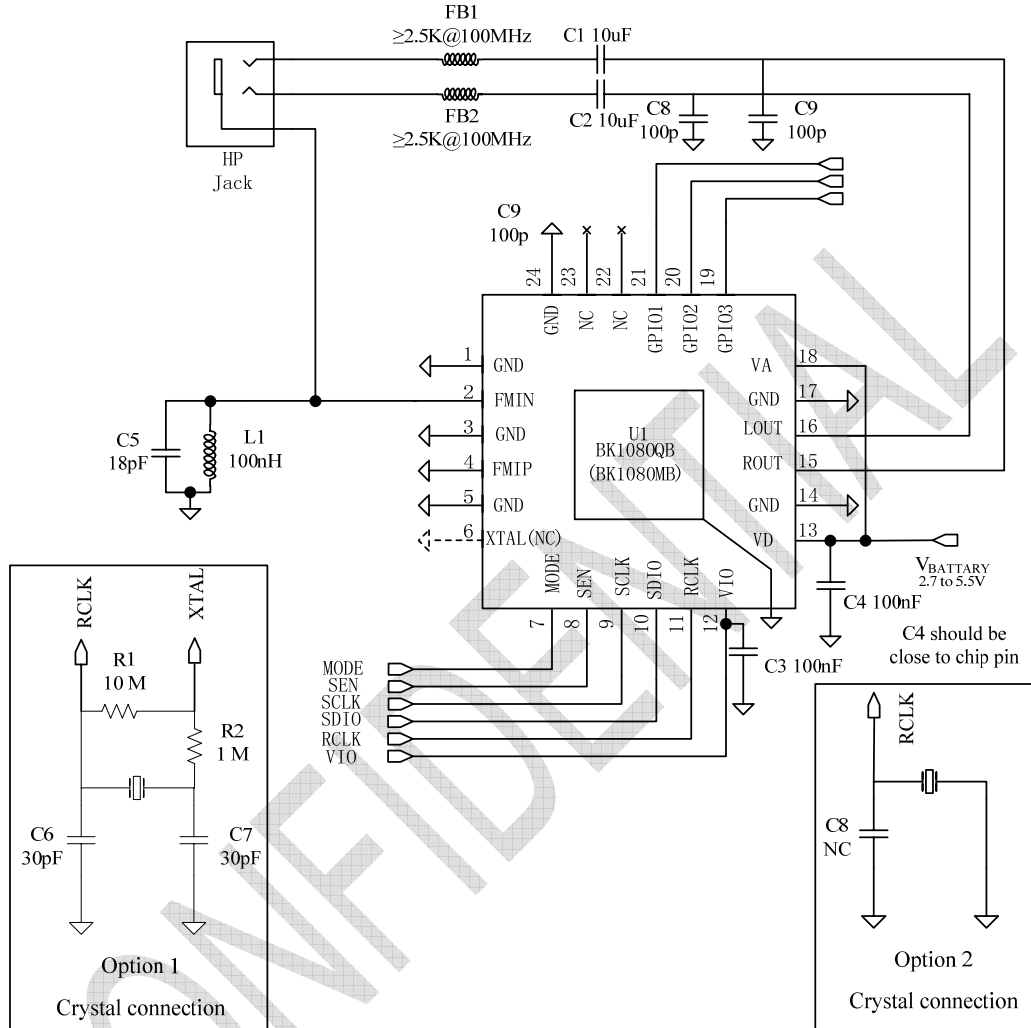 FB1
≥2.5K@100MHz
C1 10uF
FB2
≥2.5K@100MHz
C2 10uF
C8
100p
C9
100p
HP
Jack
C9
100p
24
23
22
21
20
19
GND
NC
NC
GPIO1
GPIO2
GPIO3
1
GND
2
FMIN
3
GND
4
FMIP
5
GND
6
XTAL(NC)
VA
18
GND
17
LOUT
16
ROUT
15
GND
14
VD
13
U1
BK1080QB
(BK1080MB)
MODE
SEN
SCLK
SDIO
RCLK
VIO
7
8
9
10
11
12
C5
18pF
L1
100nH
VBATTARY
2.7 to 5.5V
C4 100nF
C4 should be
close to chip pin
C3 100nF
MODE
SEN
SCLK
SDIO
RCLK
VIO
RCLK
XTAL
R1
10 M
R2
1 M
C6
30pF
C7
30pF
Option 1
Crystal connection
RCLK
C8
NC
Option 2
Crystal connection
ONFIDENTIAL